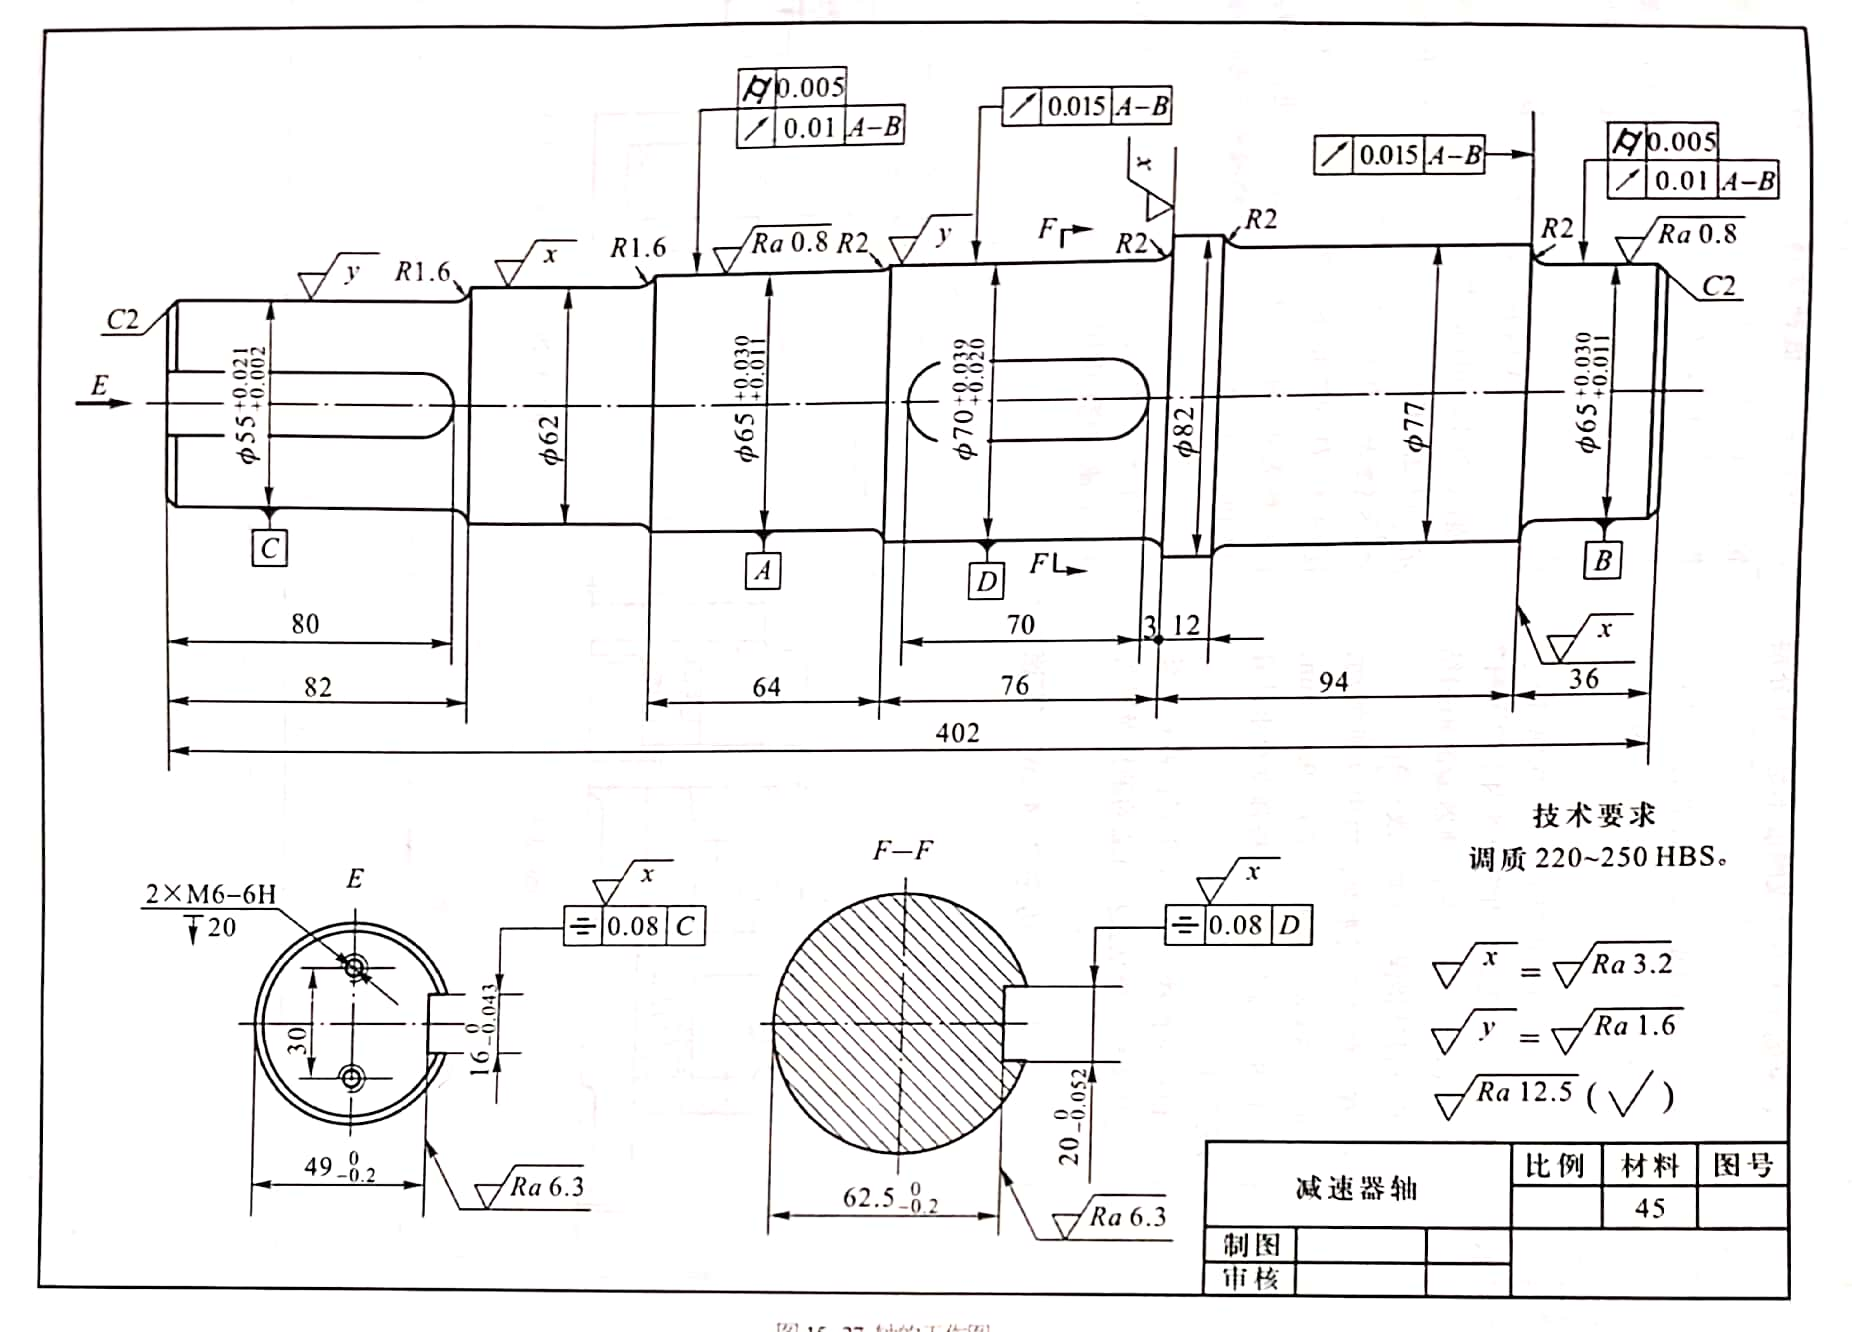 ⌭ 0.005
↗ 0.01 A-B
↗ 0.015 A-B
x
↗ 0.015 A-B
⌭ 0.005
↗ 0.01 A-B
C2
y
R1.6
x
R1.6
Ra 0.8
R2
y
F
R2
R2
R2
Ra 0.8
C2
E
ϕ55 +0.021 +0.002
ϕ62
ϕ65 +0.030 +0.011
ϕ70 +0.039 +0.020
ϕ82
ϕ77
ϕ65 +0.030 +0.011
C
A
D
F
B
80
70
3
12
x
82
64
76
94
36
402
技术要求
调质 220~250 HBS。
E
2×M6-6H
↧20
30
16 0 -0.043
x
⌯ 0.08 C
49 0 -0.2
Ra 6.3
F-F
x
⌯ 0.08 D
20 0 -0.052
62.5 0 -0.2
Ra 6.3
x = Ra 3.2
y = Ra 1.6
Ra 12.5 (√)
减速器轴
比例 材料 图号
45
制图
审核